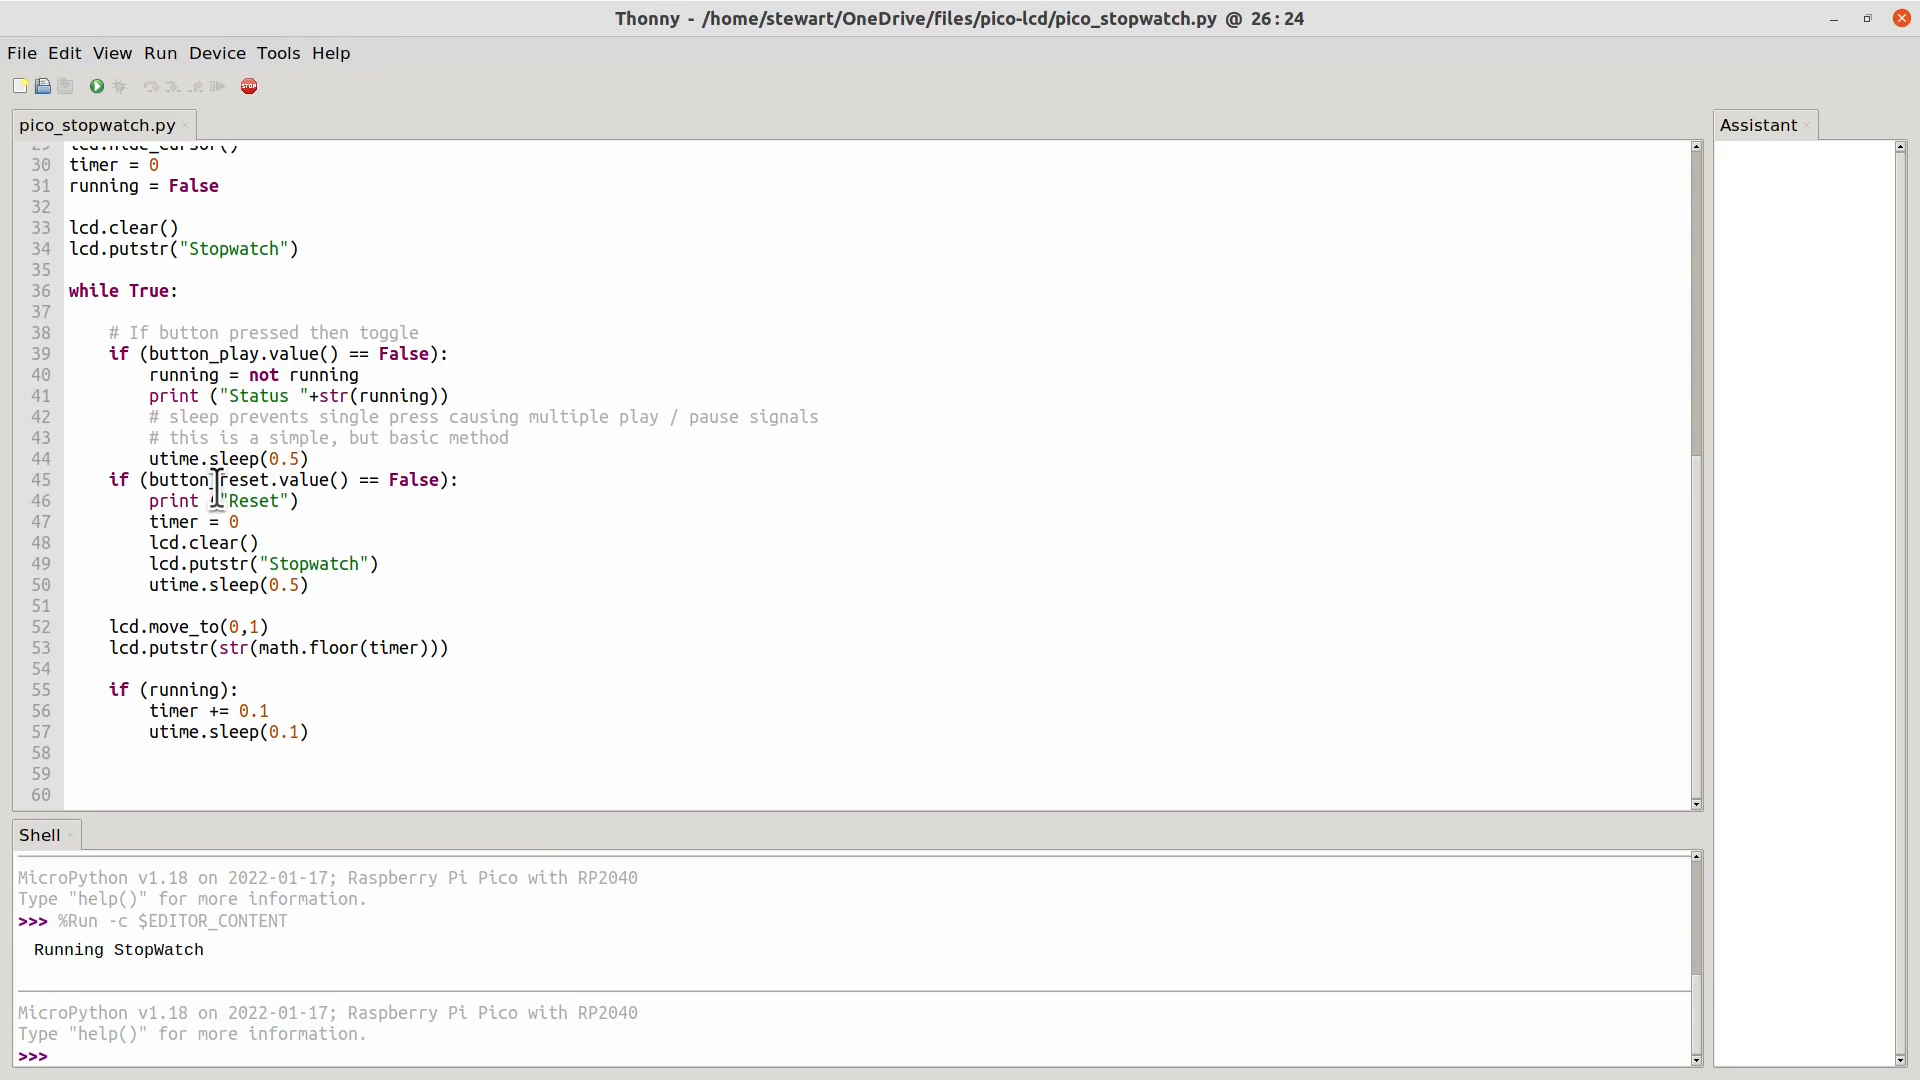 Thonny - /home/stewart/OneDrive/files/pico-lcd/pico_stopwatch.py @ 26:24
File Edit View Run Device Tools Help
STOP
pico_stopwatch.py
Assistant
29 lcd.hide_cursor()
30 timer = 0
31 running = False
32
33 lcd.clear()
34 lcd.putstr("Stopwatch")
35
36 while True:
37
38     # If button pressed then toggle
39     if (button_play.value() == False):
40         running = not running
41         print ("Status "+str(running))
42         # sleep prevents single press causing multiple play / pause signals
43         # this is a simple, but basic method
44         utime.sleep(0.5)
45     if (button_reset.value() == False):
46         print ("Reset")
47         timer = 0
48         lcd.clear()
49         lcd.putstr("Stopwatch")
50         utime.sleep(0.5)
51
52     lcd.move_to(0,1)
53     lcd.putstr(str(math.floor(timer)))
54
55     if (running):
56         timer += 0.1
57         utime.sleep(0.1)
58
59
60
Shell
MicroPython v1.18 on 2022-01-17; Raspberry Pi Pico with RP2040
Type "help()" for more information.
>>> %Run -c $EDITOR_CONTENT
Running StopWatch
MicroPython v1.18 on 2022-01-17; Raspberry Pi Pico with RP2040
Type "help()" for more information.
>>>